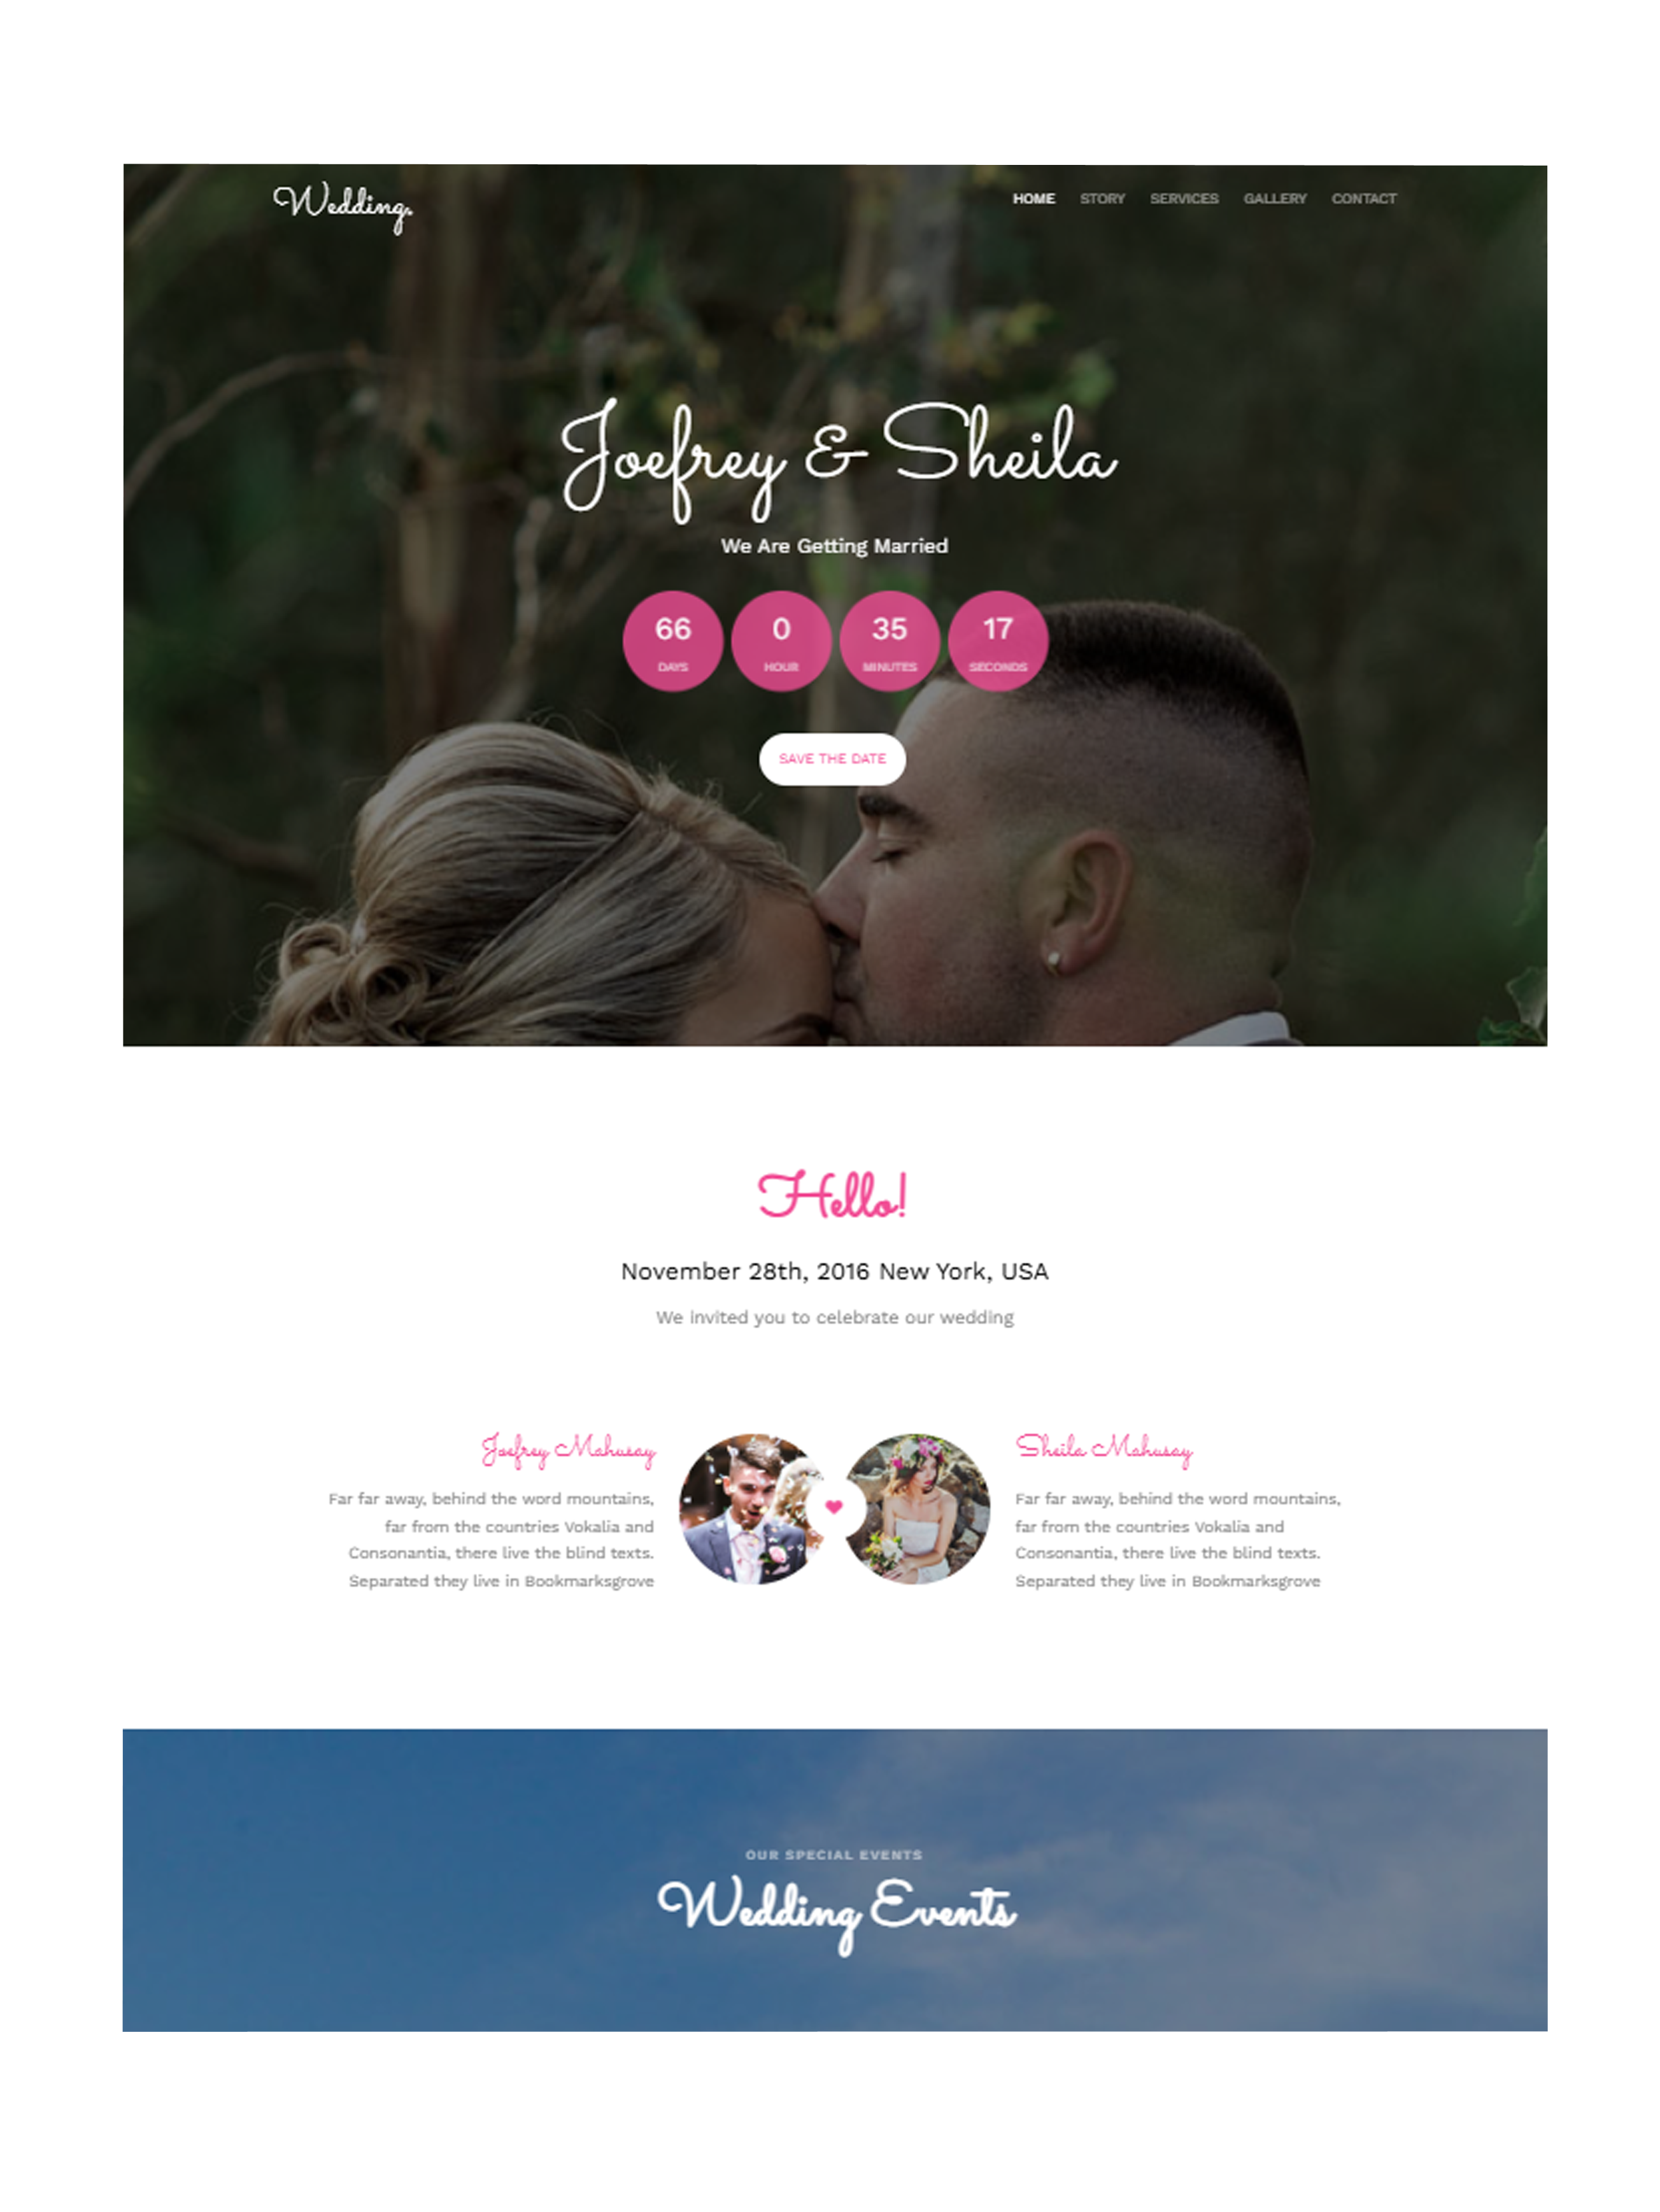 Wedding.
HOME STORY SERVICES GALLERY CONTACT
Joefrey & Sheila
We Are Getting Married
66 0 35 17
DAYS HOUR MINUTES SECONDS
SAVE THE DATE
Hello!
November 28th, 2016 New York, USA
We invited you to celebrate our wedding
Joefrey Mahusay
Far far away, behind the word mountains,
far from the countries Vokalia and
Consonantia, there live the blind texts.
Separated they live in Bookmarksgrove
Sheila Mahusay
Far far away, behind the word mountains,
far from the countries Vokalia and
Consonantia, there live the blind texts.
Separated they live in Bookmarksgrove
OUR SPECIAL EVENTS
Wedding Events